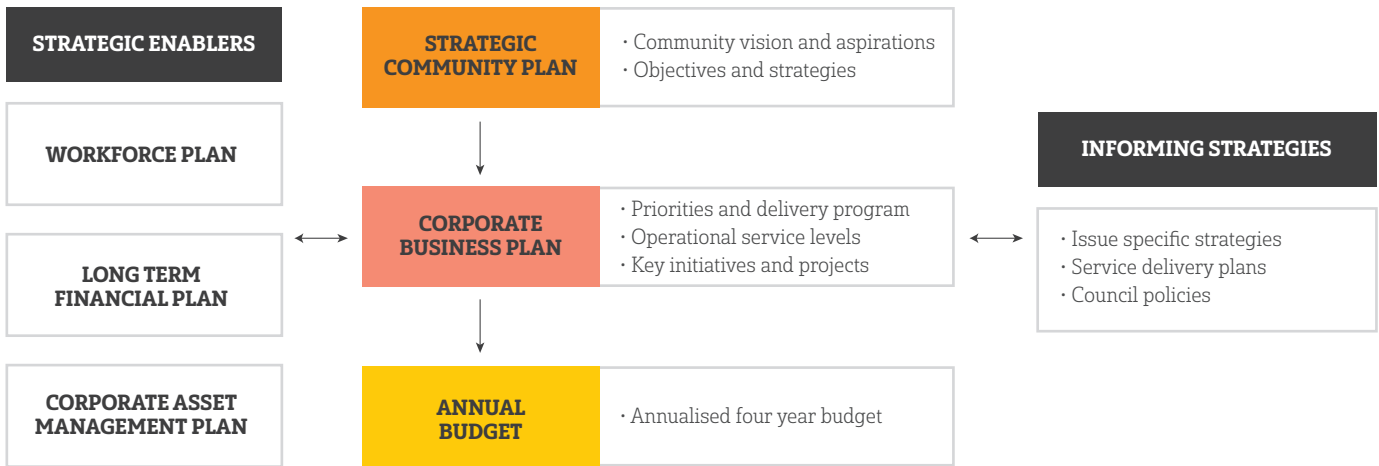 STRATEGIC ENABLERS
WORKFORCE PLAN
LONG TERM
FINANCIAL PLAN
CORPORATE ASSET
MANAGEMENT PLAN
STRATEGIC
COMMUNITY PLAN
· Community vision and aspirations
· Objectives and strategies
CORPORATE
BUSINESS PLAN
· Priorities and delivery program
· Operational service levels
· Key initiatives and projects
ANNUAL
BUDGET
· Annualised four year budget
INFORMING STRATEGIES
· Issue specific strategies
· Service delivery plans
· Council policies